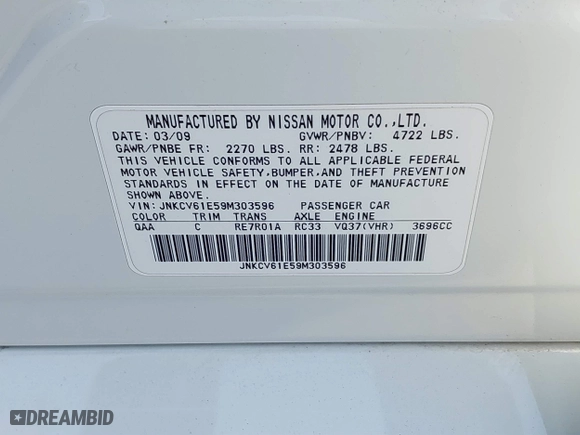 MANUFACTURED BY NISSAN MOTOR CO.,LTD.
DATE: 03/09 GVWR/PNBV: 4722 LBS.
GAWR/PNBE FR: 2270 LBS. RR: 2478 LBS.
THIS VEHICLE CONFORMS TO ALL APPLICABLE FEDERAL
MOTOR VEHICLE SAFETY,BUMPER,AND THEFT PREVENTION
STANDARDS IN EFFECT ON THE DATE OF MANUFACTURE
SHOWN ABOVE.
VIN: JNKCV61E59M303596 PASSENGER CAR
COLOR TRIM TRANS AXLE ENGINE
QAA C RE7R01A RC33 VQ37(VHR) 3696CC
JNKCV61E59M303596
DREAMBID